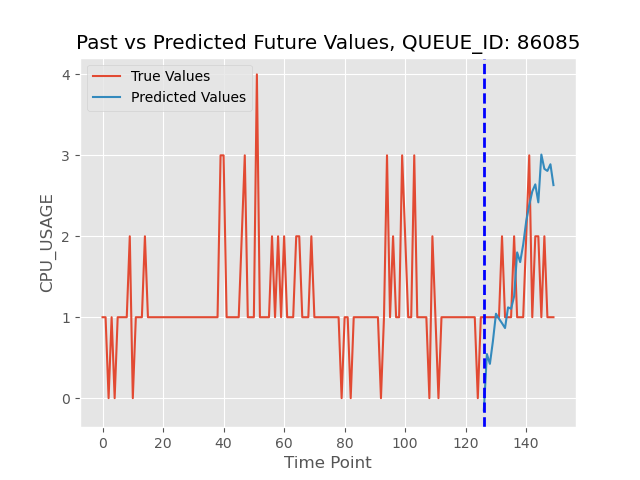 Past vs Predicted Future Values, QUEUE_ID: 86085
True Values
Predicted Values
4
3
2
1
0
CPU_USAGE
0 20 40 60 80 100 120 140
Time Point